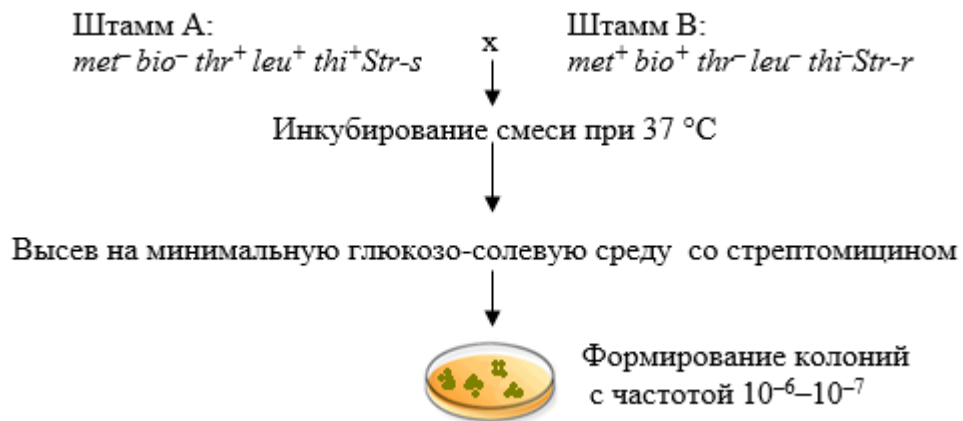 Штамм А:
met⁻ bio⁻ thr⁺ leu⁺ thi⁺Str-s
x
Штамм В:
met⁺ bio⁺ thr⁻ leu⁻ thi⁻Str-r
Инкубирование смеси при 37 °С
Высев на минимальную глюкозо-солевую среду со стрептомицином
Формирование колоний
с частотой 10⁻⁶–10⁻⁷